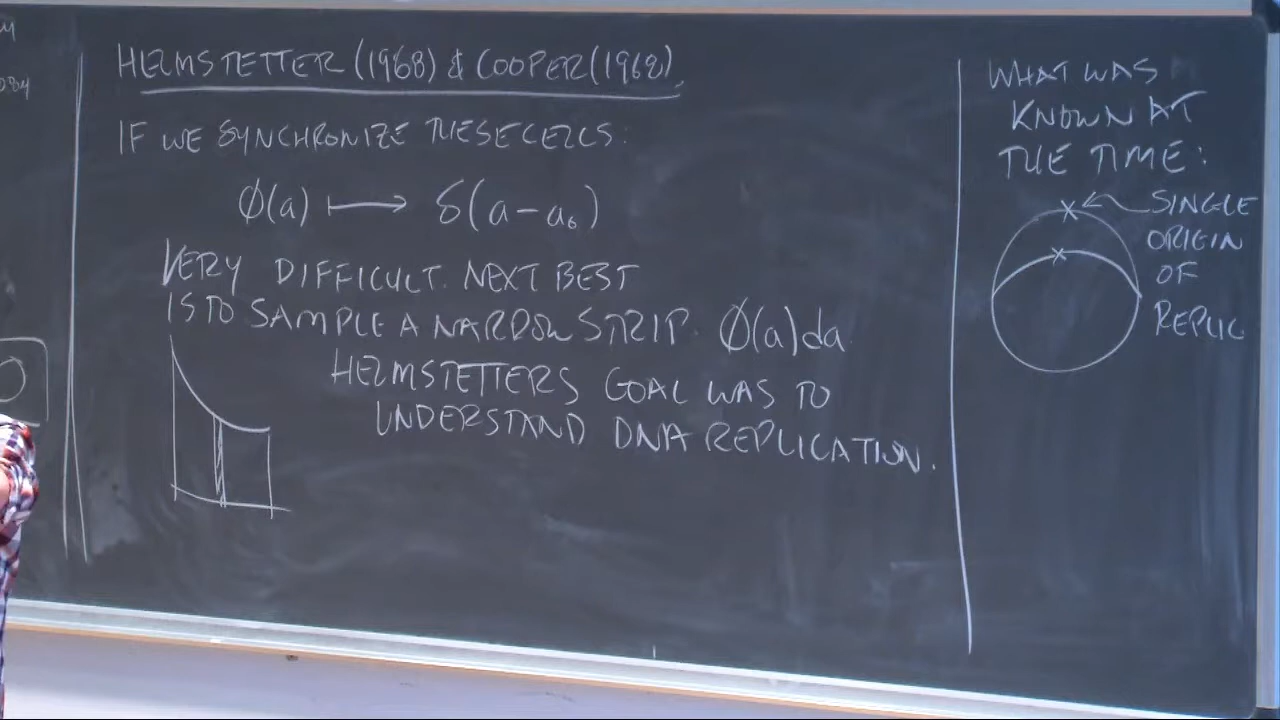 HELMSTETTER (1968) & COOPER (1968)
IF WE SYNCHRONIZE THESE CELLS:
φ(a) ⟼ δ(a-a₀)
VERY DIFFICULT. NEXT BEST
IS TO SAMPLE A NARROW STRIP. φ(a)da
HELMSTETTERS GOAL WAS TO
UNDERSTAND DNA REPLICATION.
WHAT WAS
KNOWN AT
THE TIME:
SINGLE
ORIGIN
OF
REPLIC